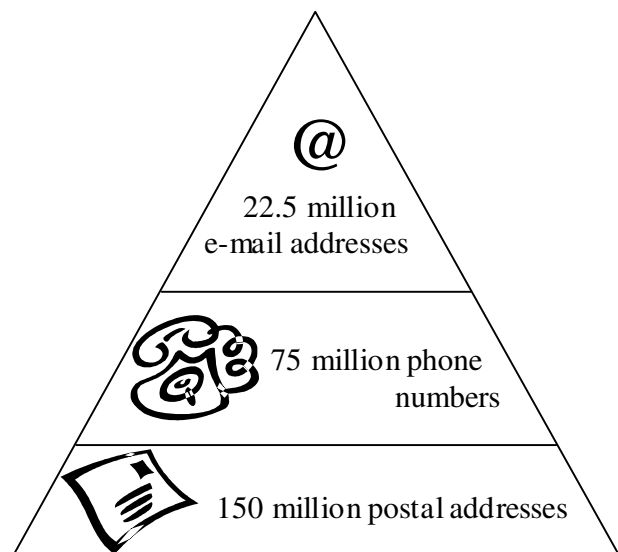 @
22.5 million
e-mail addresses
75 million phone
numbers
150 million postal addresses